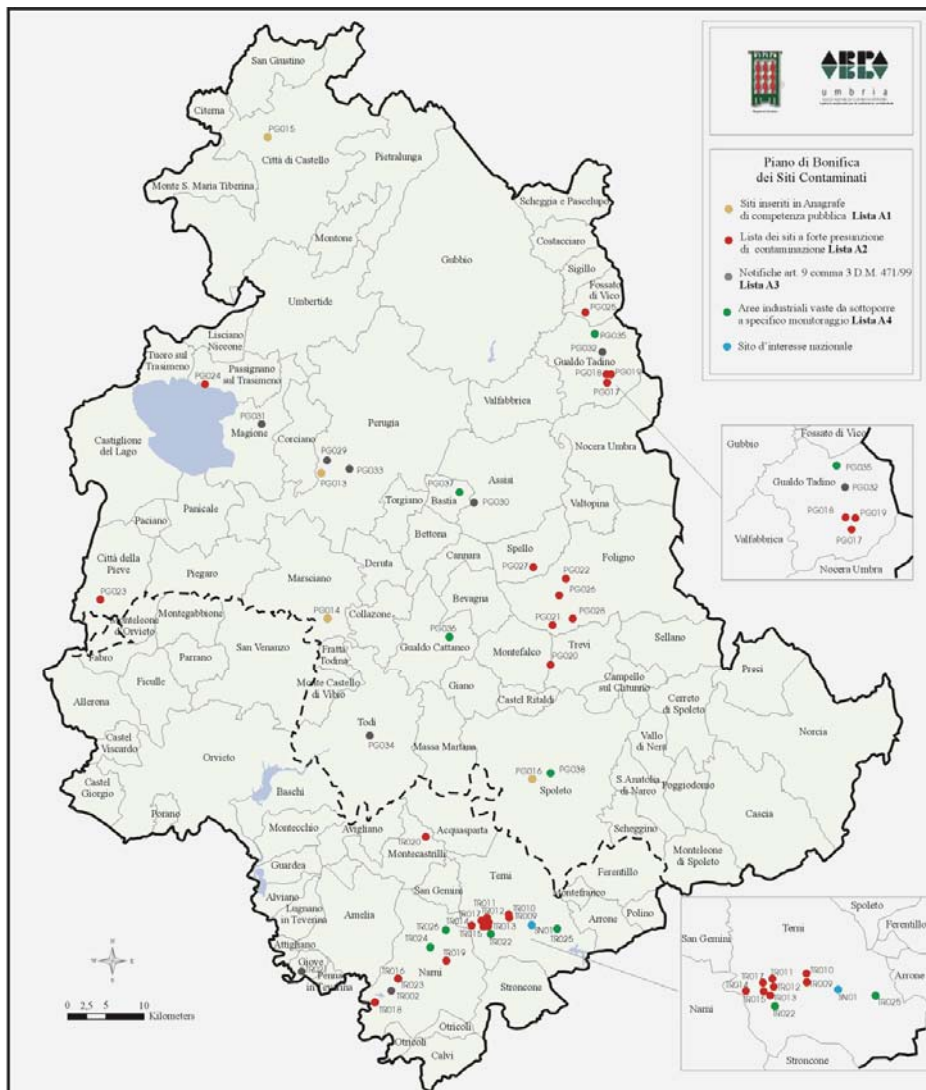 ARPA
umbria
Piano di Bonifica
dei Siti Contaminati
Siti inseriti in Anagrafe
di competenza pubblica Lista A1
Lista dei siti a forte presunzione
di contaminazione Lista A2
Notifiche art. 9 comma 3 D.M. 471/99
Lista A3
Aree industriali vaste da sottoporre
a specifico monitoraggio Lista A4
Sito d'interesse nazionale
San Giustino
Citerna
PG015
Città di Castello
Pietralunga
Monte S. Maria Tiberina
Scheggia e Pascelupo
Montone
Costacciaro
Gubbio
Sigillo
Umbertide
Fossato
di Vico
PG025
Lisciano
Niccone
PG035
Tuoro sul
Trasimeno
Passignano
sul Trasimeno
PG032
Gualdo
Tadino
PG024
PG018
PG019
PG017
Valfabbrica
PG031
Magione
Corciano
Perugia
Castiglione
del Lago
PG029
PG033
PG013
Nocera Umbra
Assisi
PG037
Bastia
PG030
Torgiano
Valtopina
Panicale
Paciano
Bettona
Città della
Pieve
Cannara
Spello
Foligno
Piegaro
Marsciano
Deruta
PG027
PG022
PG023
Bevagna
PG026
Collazzone
PG014
PG028
PG021
Montegabbione
Monteleone
d'Orvieto
PG036
Gualdo Cattaneo
Montefalco
Trevi
Sellano
San Venanzo
Fratta
Todina
Fabro
Parrano
PG020
Preci
Ficulle
Monte Castello
di Vibio
Giano
Campello
sul Clitunno
Castel Ritaldi
Cerreto
di Spoleto
Allerona
Todi
Norcia
Castel
Viscardo
Orvieto
PG034
Massa Martana
Vallo
di Nera
PG016
PG038
Spoleto
S.Anatolia
di Narco
Poggiodomo
Castel
Giorgio
Baschi
Cascia
Porano
Montecchio
Avigliano
Acquasparta
Scheggino
TR020
Montecastrilli
Monteleone
di Spoleto
Guardea
Ferentillo
Terni
Alviano
San Gemini
Montefranco
Lugnano
in Teverina
Amelia
TR011
TR010
TR017
TR012
TR009
Polino
Arrone
TR014
TR026
TR013
SN01
TR015
TR022
TR025
TR024
Attigliano
TR019
Giove
Narni
Penna
in Teverina
TR016
TR023
Stroncone
TR002
TR018
Otricoli
Otricoli
Calvi
0 2,5 5 10
Kilometers
Gubbio
Fossato di Vico
PG035
Gualdo Tadino
PG032
PG018
PG019
Valfabbrica
PG017
Nocera Umbra
Spoleto
Terni
Ferentillo
San Gemini
TR010
TR011
TR017
Arrone
TR014
TR012
TR009
SN01
TR015
TR013
TR025
Narni
TR022
Stroncone